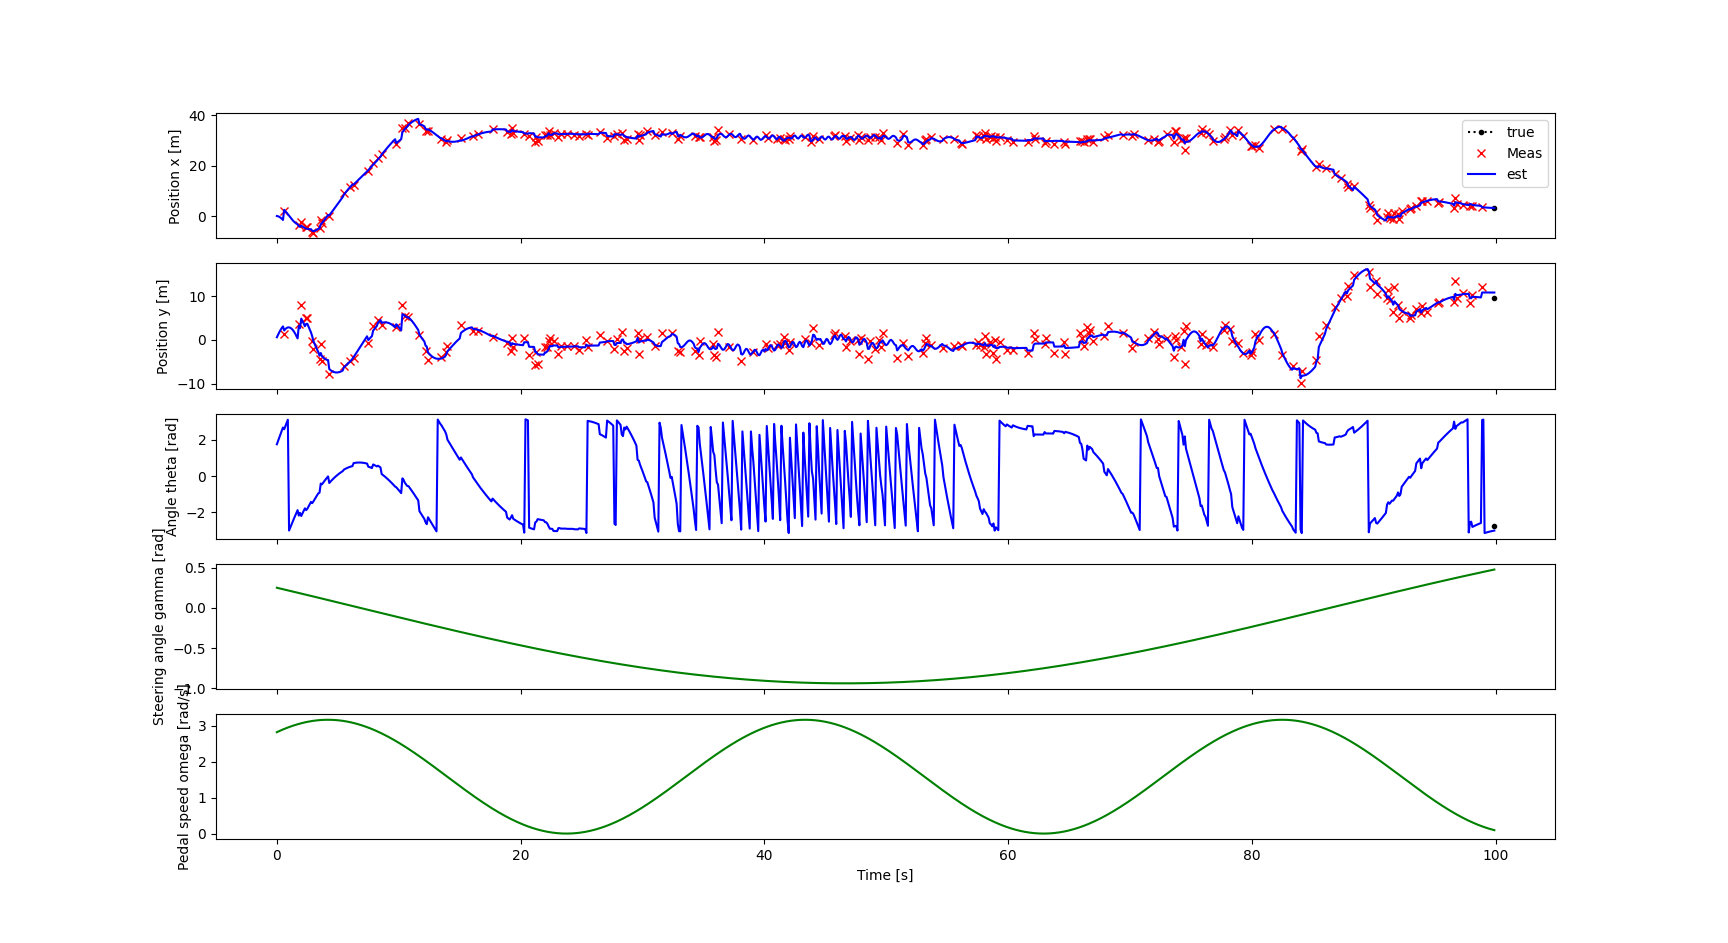 Position x [m]
40
20
0
true
Meas
est
Position y [m]
10
0
−10
Angle theta [rad]
2
0
−2
Steering angle gamma [rad]
0.5
0.0
−0.5
−1.0
Pedal speed omega [rad/s]
3
2
1
0
0 20 40 60 80 100
Time [s]